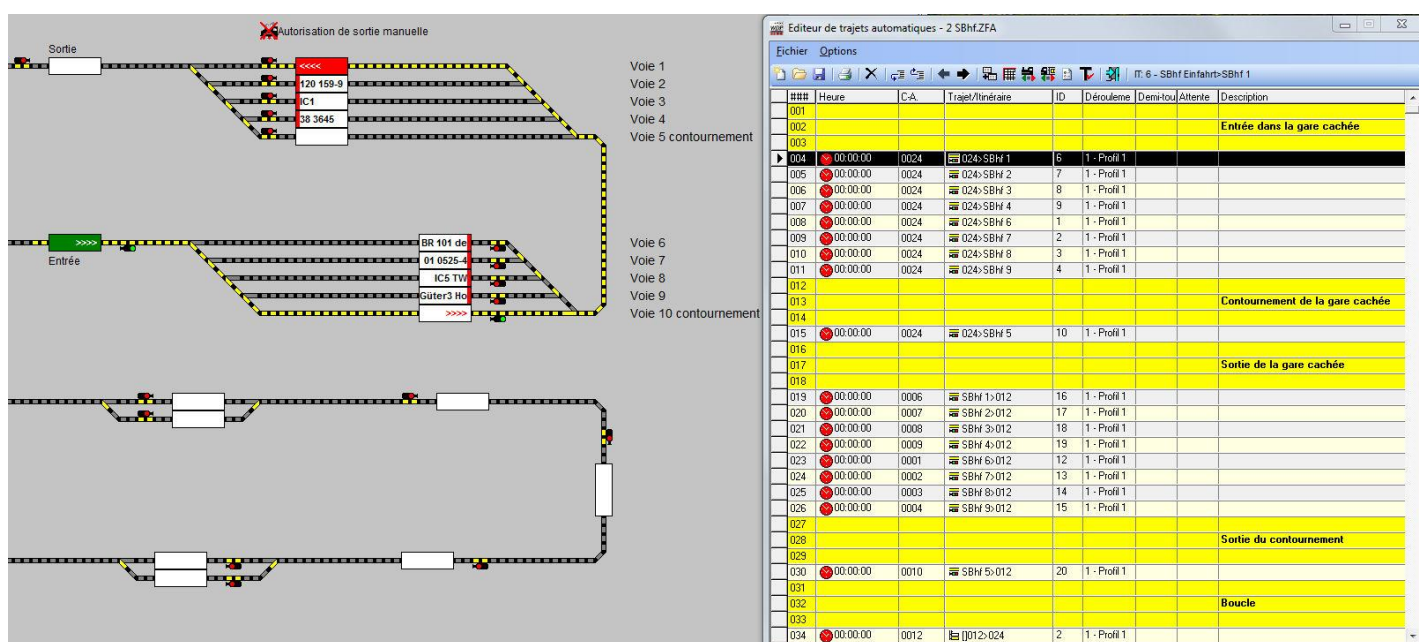 Autorisation de sortie manuelle
Sortie
<<<<
120 159-9
IC1
38 3645
Voie 1
Voie 2
Voie 3
Voie 4
Voie 5 contournement
>>>>
Entrée
BR 101 de
01 0525-4
IC5 TW
Güter3 Ho
>>>>
Voie 6
Voie 7
Voie 8
Voie 9
Voie 10 contournement
Editeur de trajets automatiques - 2 SBhf.ZFA
Fichier Options
IT: 6 - SBhf Einfahrt>SBhf 1
### Heure C-A. Trajet/Itinéraire ID Dérouleme Demi-tou Attente Description
001
002 Entrée dans la gare cachée
003
004 00:00:00 0024 024>SBhf 1 6 1 - Profil 1
005 00:00:00 0024 024>SBhf 2 7 1 - Profil 1
006 00:00:00 0024 024>SBhf 3 8 1 - Profil 1
007 00:00:00 0024 024>SBhf 4 9 1 - Profil 1
008 00:00:00 0024 024>SBhf 6 1 1 - Profil 1
009 00:00:00 0024 024>SBhf 7 2 1 - Profil 1
010 00:00:00 0024 024>SBhf 8 3 1 - Profil 1
011 00:00:00 0024 024>SBhf 9 4 1 - Profil 1
012
013 Contournement de la gare cachée
014
015 00:00:00 0024 024>SBhf 5 10 1 - Profil 1
016
017 Sortie de la gare cachée
018
019 00:00:00 0006 SBhf 1>012 16 1 - Profil 1
020 00:00:00 0007 SBhf 2>012 17 1 - Profil 1
021 00:00:00 0008 SBhf 3>012 18 1 - Profil 1
022 00:00:00 0009 SBhf 4>012 19 1 - Profil 1
023 00:00:00 0001 SBhf 6>012 12 1 - Profil 1
024 00:00:00 0002 SBhf 7>012 13 1 - Profil 1
025 00:00:00 0003 SBhf 8>012 14 1 - Profil 1
026 00:00:00 0004 SBhf 9>012 15 1 - Profil 1
027
028 Sortie du contournement
029
030 00:00:00 0010 SBhf 5>012 20 1 - Profil 1
031
032 Boucle
033
034 00:00:00 0012 []012>024 2 1 - Profil 1